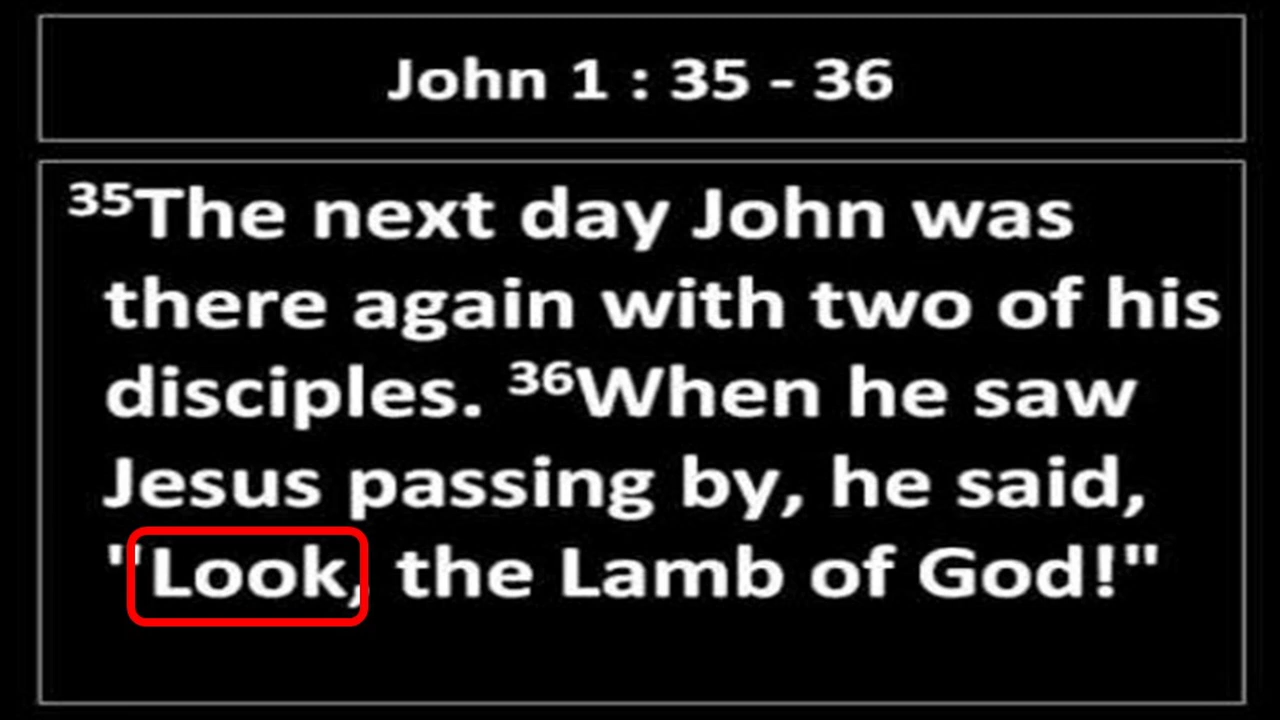 John 1 : 35 - 36
35The next day John was
there again with two of his
disciples. 36When he saw
Jesus passing by, he said,
"Look, the Lamb of God!"